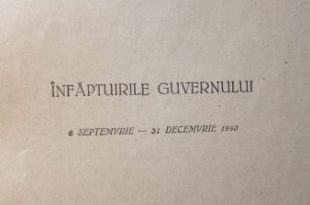 ÎNFĂPTUIRILE GUVERNULUI
6 SEPTEMVRIE — 31 DECEMVRIE 1940